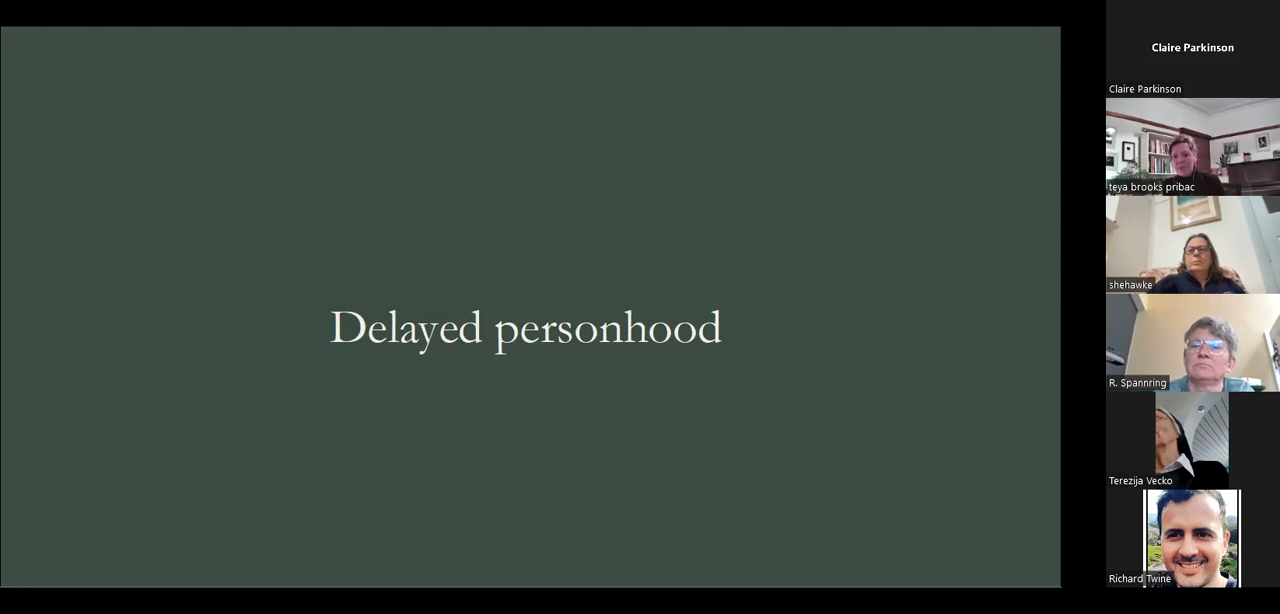 Delayed personhood
Claire Parkinson
Claire Parkinson
teya brooks pribac
shehawke
R. Spannring
Terezija Vecko
Richard Twine